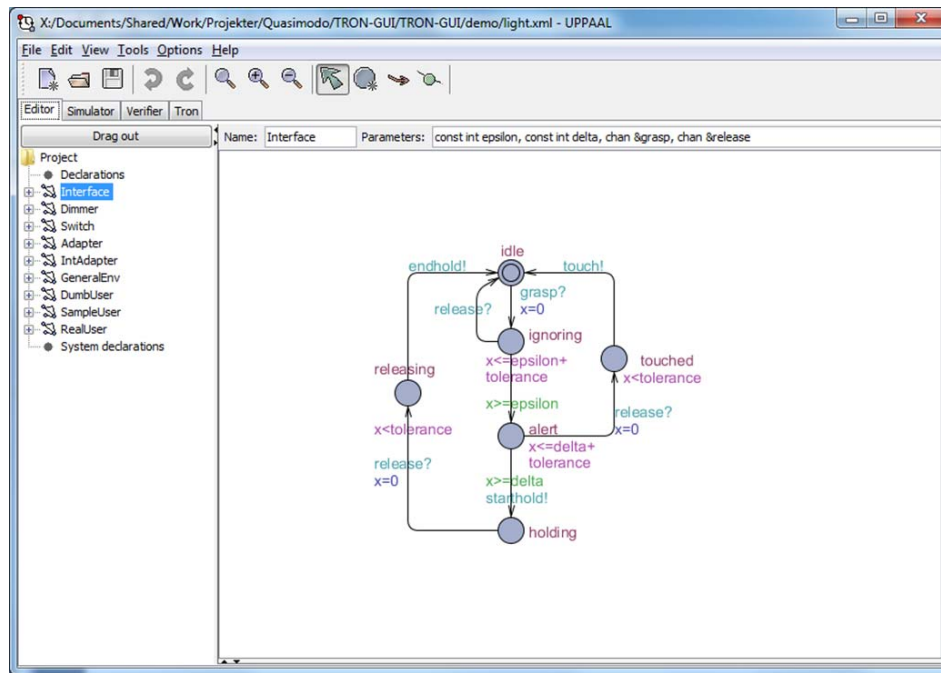 X:/Documents/Shared/Work/Projekter/Quasimodo/TRON-GUI/TRON-GUI/demo/light.xml - UPPAAL
File Edit View Tools Options Help
Editor Simulator Verifier Tron
Drag out
Name: Interface Parameters: const int epsilon, const int delta, chan &grasp, chan &release
Project
Declarations
Interface
Dimmer
Switch
Adapter
IntAdapter
GeneralEnv
DumbUser
SampleUser
RealUser
System declarations
idle
endhold! touch!
grasp?
release? x=0
ignoring
releasing x<=epsilon+ touched
tolerance x<tolerance
x>=epsilon
release?
x<tolerance alert x=0
x<=delta+
release? tolerance
x=0 x>=delta
starthold!
holding